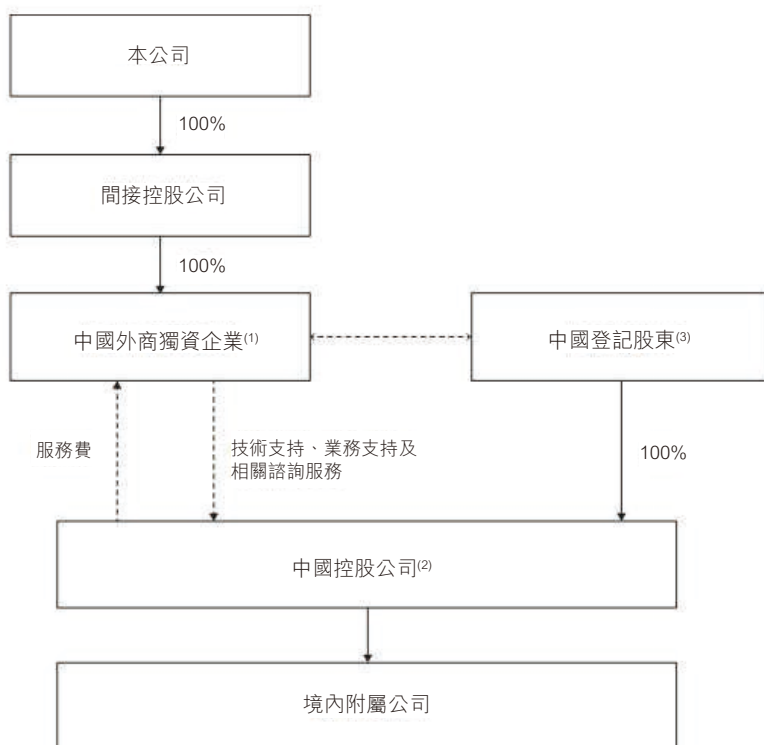 本公司
100%
間接控股公司
100%
中國外商獨資企業(1)
中國登記股東(3)
服務費
技術支持、業務支持及
相關諮詢服務
100%
中國控股公司(2)
境內附屬公司